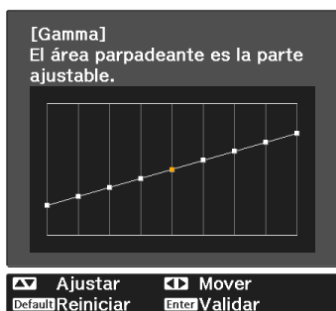 [Gamma]
El área parpadeante es la parte
ajustable.
Ajustar Mover
Default Reiniciar Enter Validar